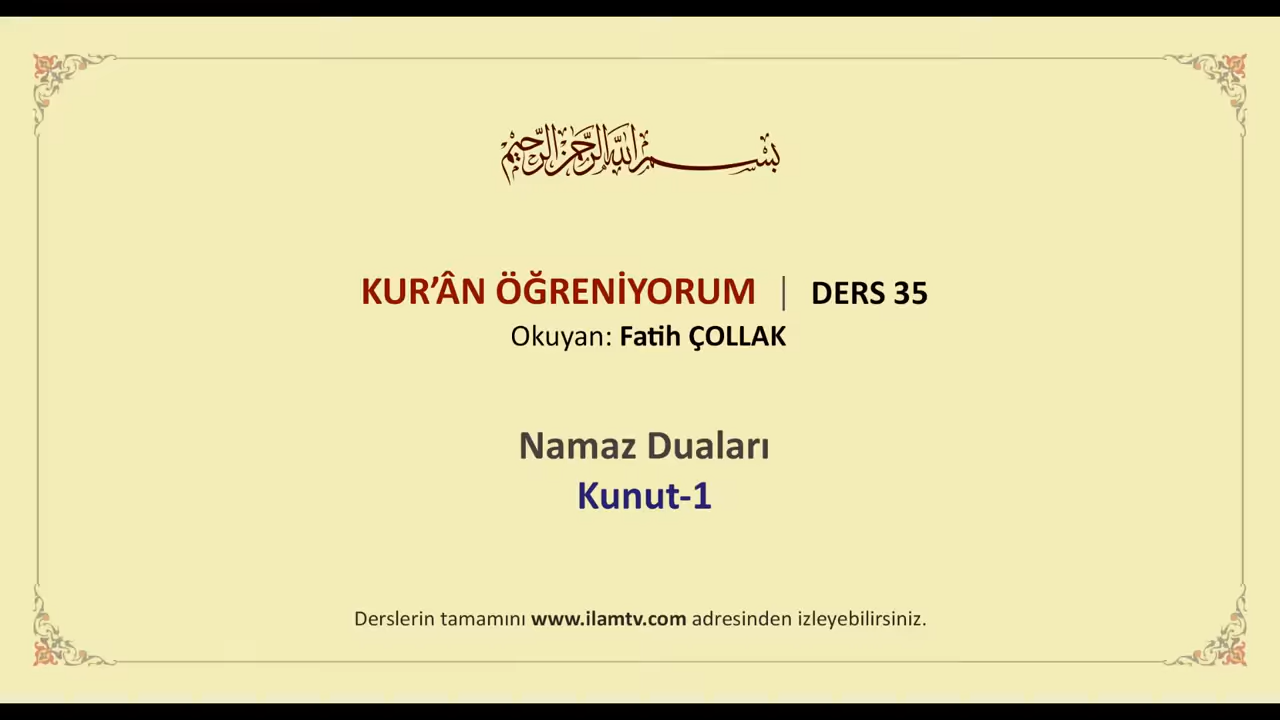 بسم الله الرحمن الرحيم
KUR’ÂN ÖĞRENİYORUM | DERS 35
Okuyan: Fatih ÇOLLAK
Namaz Duaları
Kunut-1
Derslerin tamamını www.ilamtv.com adresinden izleyebilirsiniz.